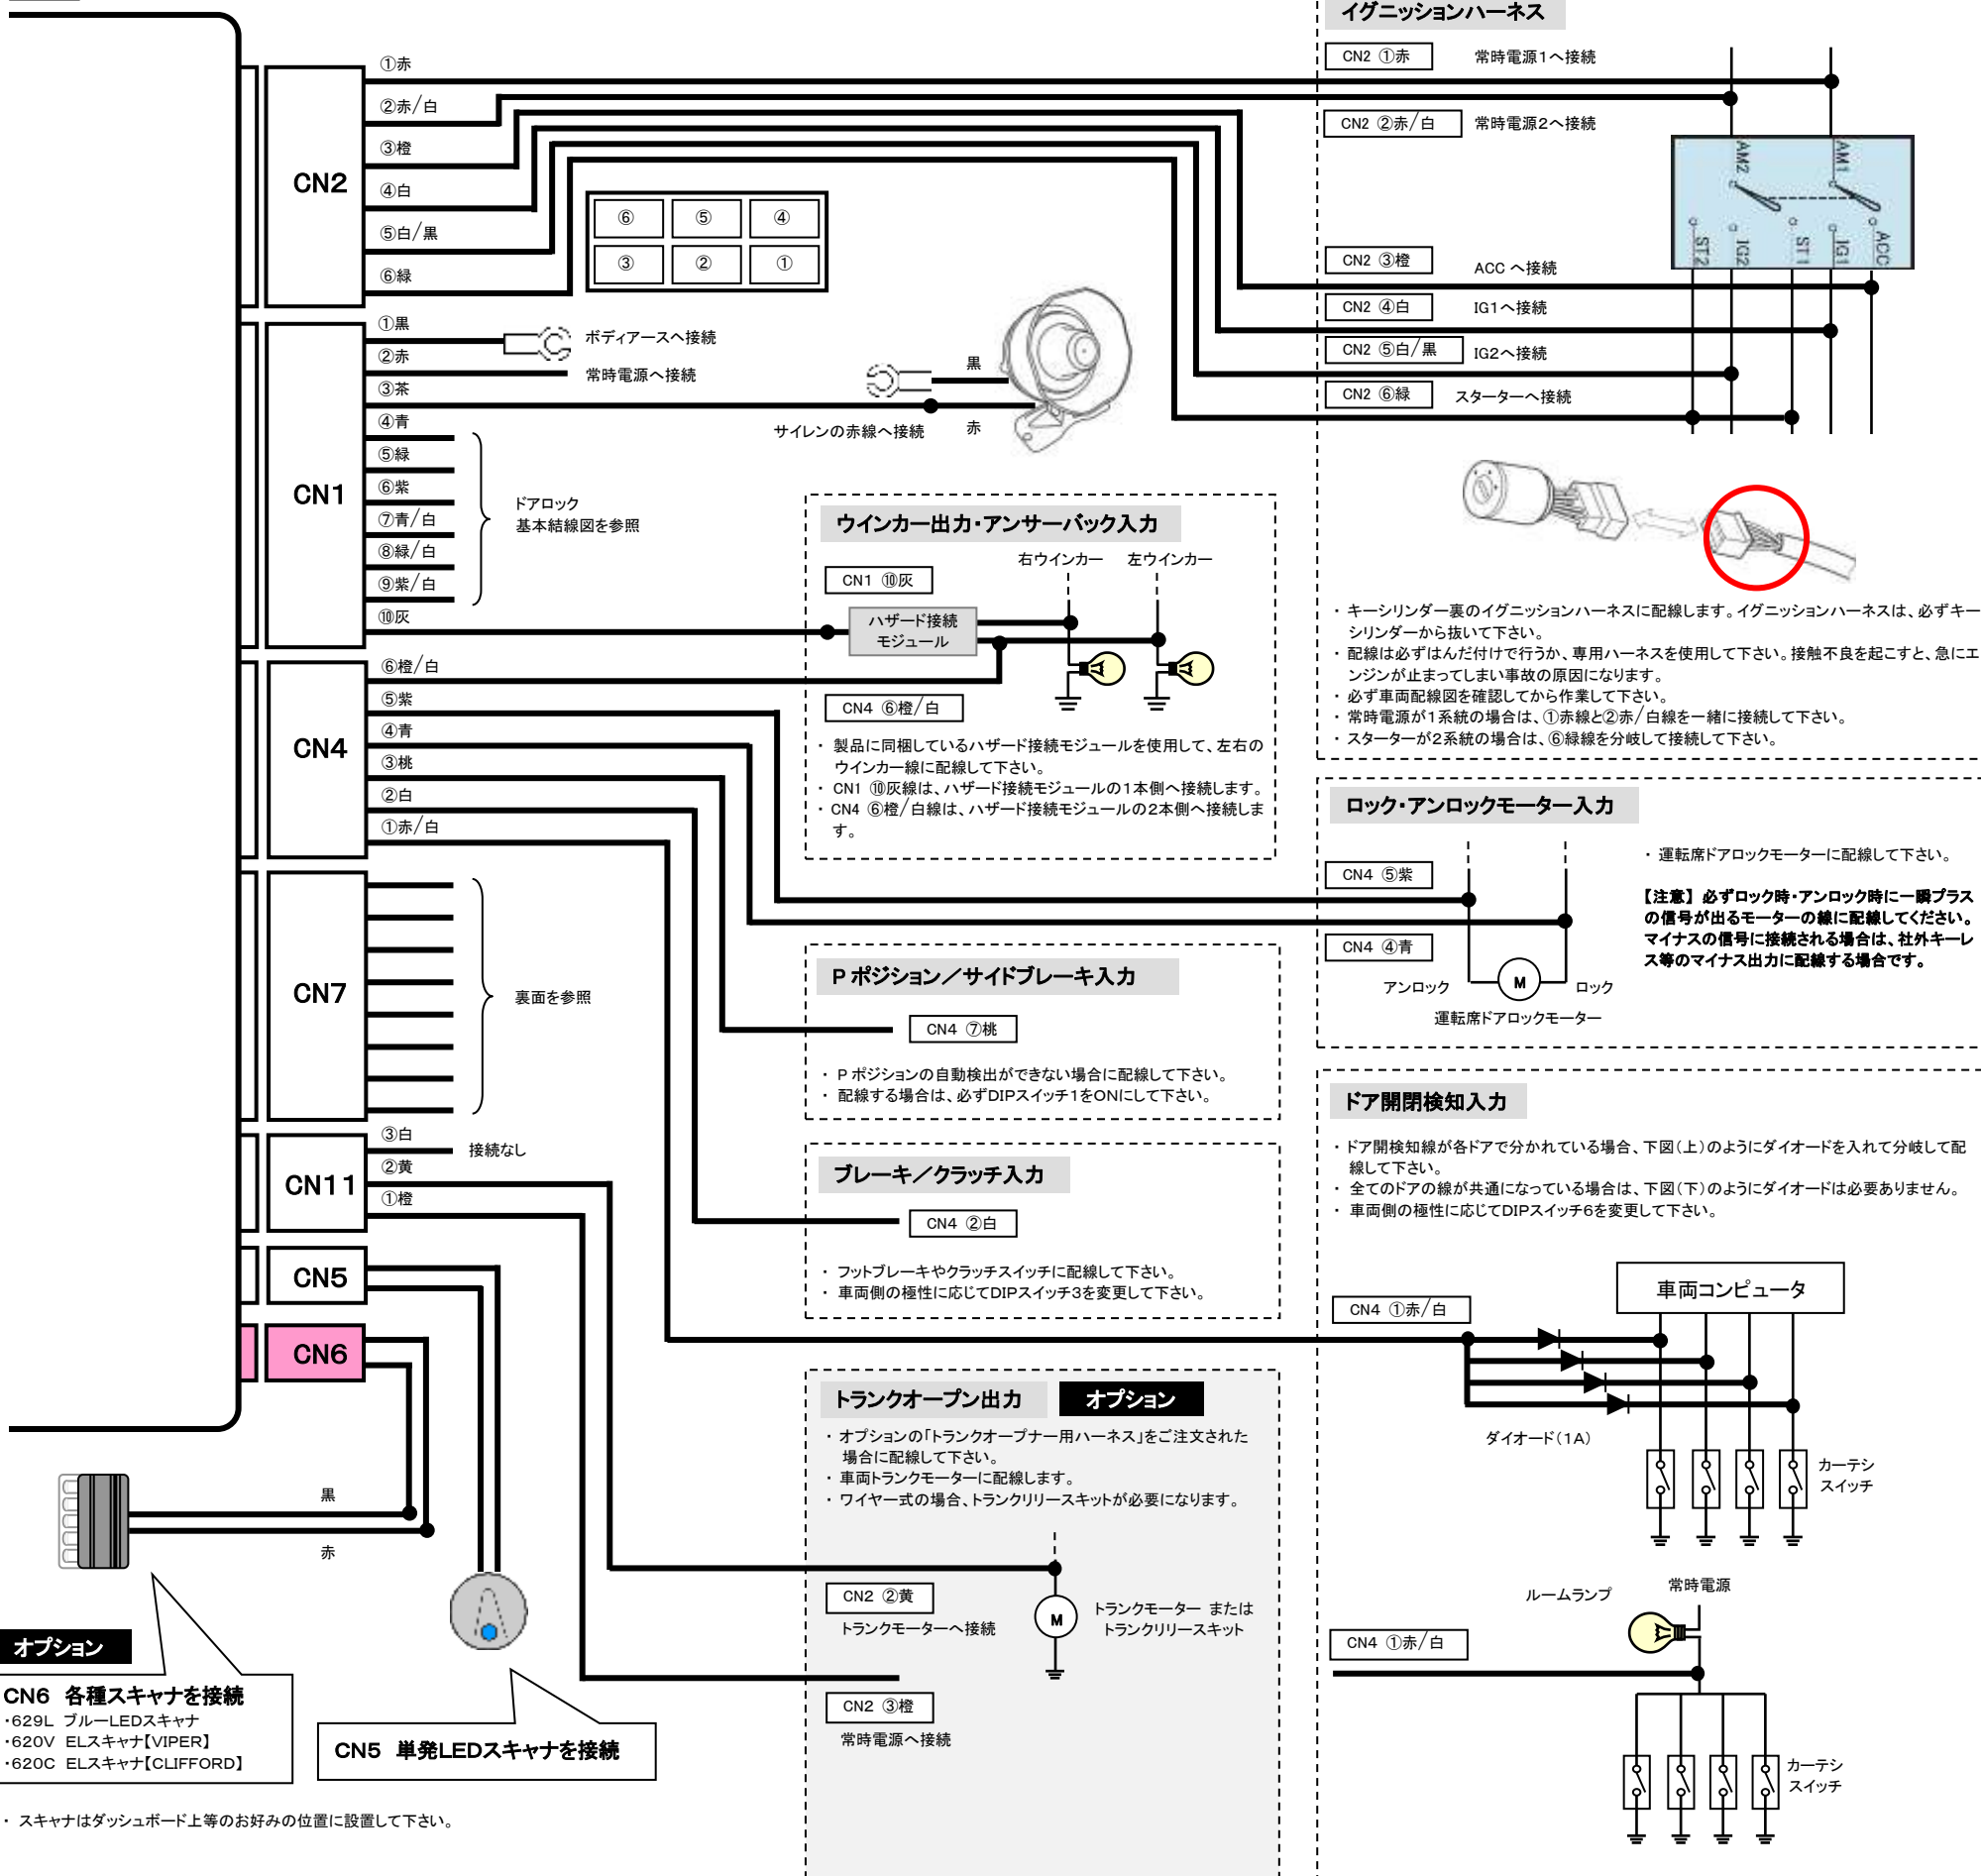 ①赤
②赤/白
③橙
④白
⑤白/黒
⑥緑
CN2
⑥ ⑤ ④
③ ② ①
①黒
ボディアースへ接続
②赤
常時電源へ接続
③茶
④青
⑤緑
⑥紫
⑦青/白
⑧緑/白
⑨紫/白
⑩灰
CN1
ドアロック
基本結線図を参照
黒
赤
サイレンの赤線へ接続
⑥橙/白
⑤紫
④青
③桃
②白
①赤/白
CN4
CN7
裏面を参照
③白
接続なし
②黄
①橙
CN11
CN5
CN6
黒
赤
オプション
CN6 各種スキャナを接続
・629L ブルーLEDスキャナ
・620V ELスキャナ【VIPER】
・620C ELスキャナ【CLIFFORD】
CN5 単発LEDスキャナを接続
・ スキャナはダッシュボード上等のお好みの位置に設置して下さい。
ウインカー出力・アンサーバック入力
右ウインカー 左ウインカー
CN1 ⑩灰
ハザード接続
モジュール
CN4 ⑥橙/白
・ 製品に同梱しているハザード接続モジュールを使用して、左右の
ウインカー線に配線して下さい。
・ CN1 ⑩灰線は、ハザード接続モジュールの1本側へ接続します。
・ CN4 ⑥橙/白線は、ハザード接続モジュールの2本側へ接続しま
す。
P ポジション／サイドブレーキ入力
CN4 ⑦桃
・ P ポジションの自動検出ができない場合に配線して下さい。
・ 配線する場合は、必ずDIPスイッチ1をONにして下さい。
ブレーキ／クラッチ入力
CN4 ②白
・ フットブレーキやクラッチスイッチに配線して下さい。
・ 車両側の極性に応じてDIPスイッチ3を変更して下さい。
トランクオープン出力 オプション
・ オプションの「トランクオープナー用ハーネス」をご注文された
場合に配線して下さい。
・ 車両トランクモーターに配線します。
・ ワイヤー式の場合、トランクリリースキットが必要になります。
CN2 ②黄
トランクモーターへ接続
M
トランクモーター または
トランクリリースキット
CN2 ③橙
常時電源へ接続
イグニッションハーネス
CN2 ①赤 常時電源1へ接続
CN2 ②赤/白 常時電源2へ接続
AM2 AM1
ST2 IG2 ST1 IG1 ACC
CN2 ③橙 ACC へ接続
CN2 ④白 IG1へ接続
CN2 ⑤白/黒 IG2へ接続
CN2 ⑥緑 スターターへ接続
・ キーシリンダー裏のイグニッションハーネスに配線します。イグニッションハーネスは、必ずキー
シリンダーから抜いて下さい。
・ 配線は必ずはんだ付けで行うか、専用ハーネスを使用して下さい。接触不良を起こすと、急にエ
ンジンが止まってしまい事故の原因になります。
・ 必ず車両配線図を確認してから作業して下さい。
・ 常時電源が1系統の場合は、①赤線と②赤/白線を一緒に接続して下さい。
・ スターターが2系統の場合は、⑥緑線を分岐して接続して下さい。
ロック・アンロックモーター入力
CN4 ⑤紫
CN4 ④青
アンロック M ロック
運転席ドアロックモーター
・ 運転席ドアロックモーターに配線して下さい。
【注意】 必ずロック時・アンロック時に一瞬プラス
の信号が出るモーターの線に配線してください。
マイナスの信号に接続される場合は、社外キーレ
ス等のマイナス出力に配線する場合です。
ドア開閉検知入力
・ ドア開検知線が各ドアで分かれている場合、下図(上)のようにダイオードを入れて分岐して配
線して下さい。
・ 全てのドアの線が共通になっている場合は、下図(下)のようにダイオードは必要ありません。
・ 車両側の極性に応じてDIPスイッチ6を変更して下さい。
車両コンピュータ
CN4 ①赤/白
ダイオード(1A)
カーテシ
スイッチ
ルームランプ 常時電源
CN4 ①赤/白
カーテシ
スイッチ